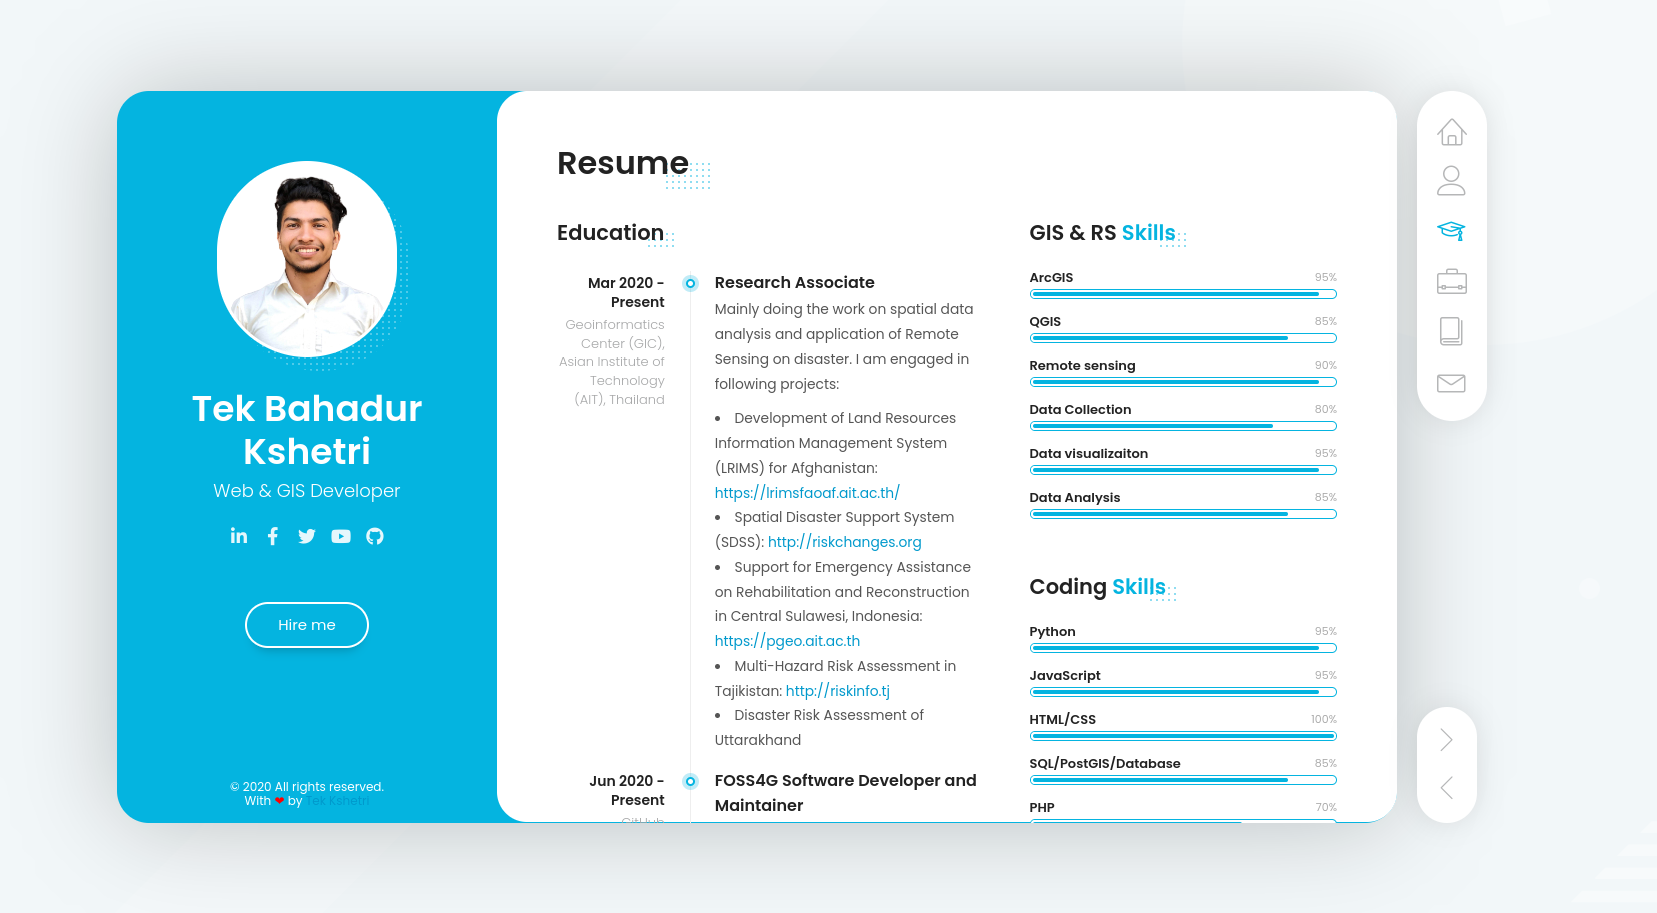 Tek Bahadur
Kshetri
Web & GIS Developer
Hire me
© 2020 All rights reserved.
With ❤ by Tek Kshetri
Resume
Education
Mar 2020 -
Present
Geoinformatics
Center (GIC),
Asian Institute of
Technology
(AIT), Thailand
Research Associate
Mainly doing the work on spatial data
analysis and application of Remote
Sensing on disaster. I am engaged in
following projects:
• Development of Land Resources
Information Management System
(LRIMS) for Afghanistan:
https://lrimsfaoaf.ait.ac.th/
• Spatial Disaster Support System
(SDSS): http://riskchanges.org
• Support for Emergency Assistance
on Rehabilitation and Reconstruction
in Central Sulawesi, Indonesia:
https://pgeo.ait.ac.th
• Multi-Hazard Risk Assessment in
Tajikistan: http://riskinfo.tj
• Disaster Risk Assessment of
Uttarakhand
Jun 2020 -
Present
GitHub
FOSS4G Software Developer and
Maintainer
GIS & RS Skills
ArcGIS 95%
QGIS 85%
Remote sensing 90%
Data Collection 80%
Data visualizaiton 95%
Data Analysis 85%
Coding Skills
Python 95%
JavaScript 95%
HTML/CSS 100%
SQL/PostGIS/Database 85%
PHP 70%